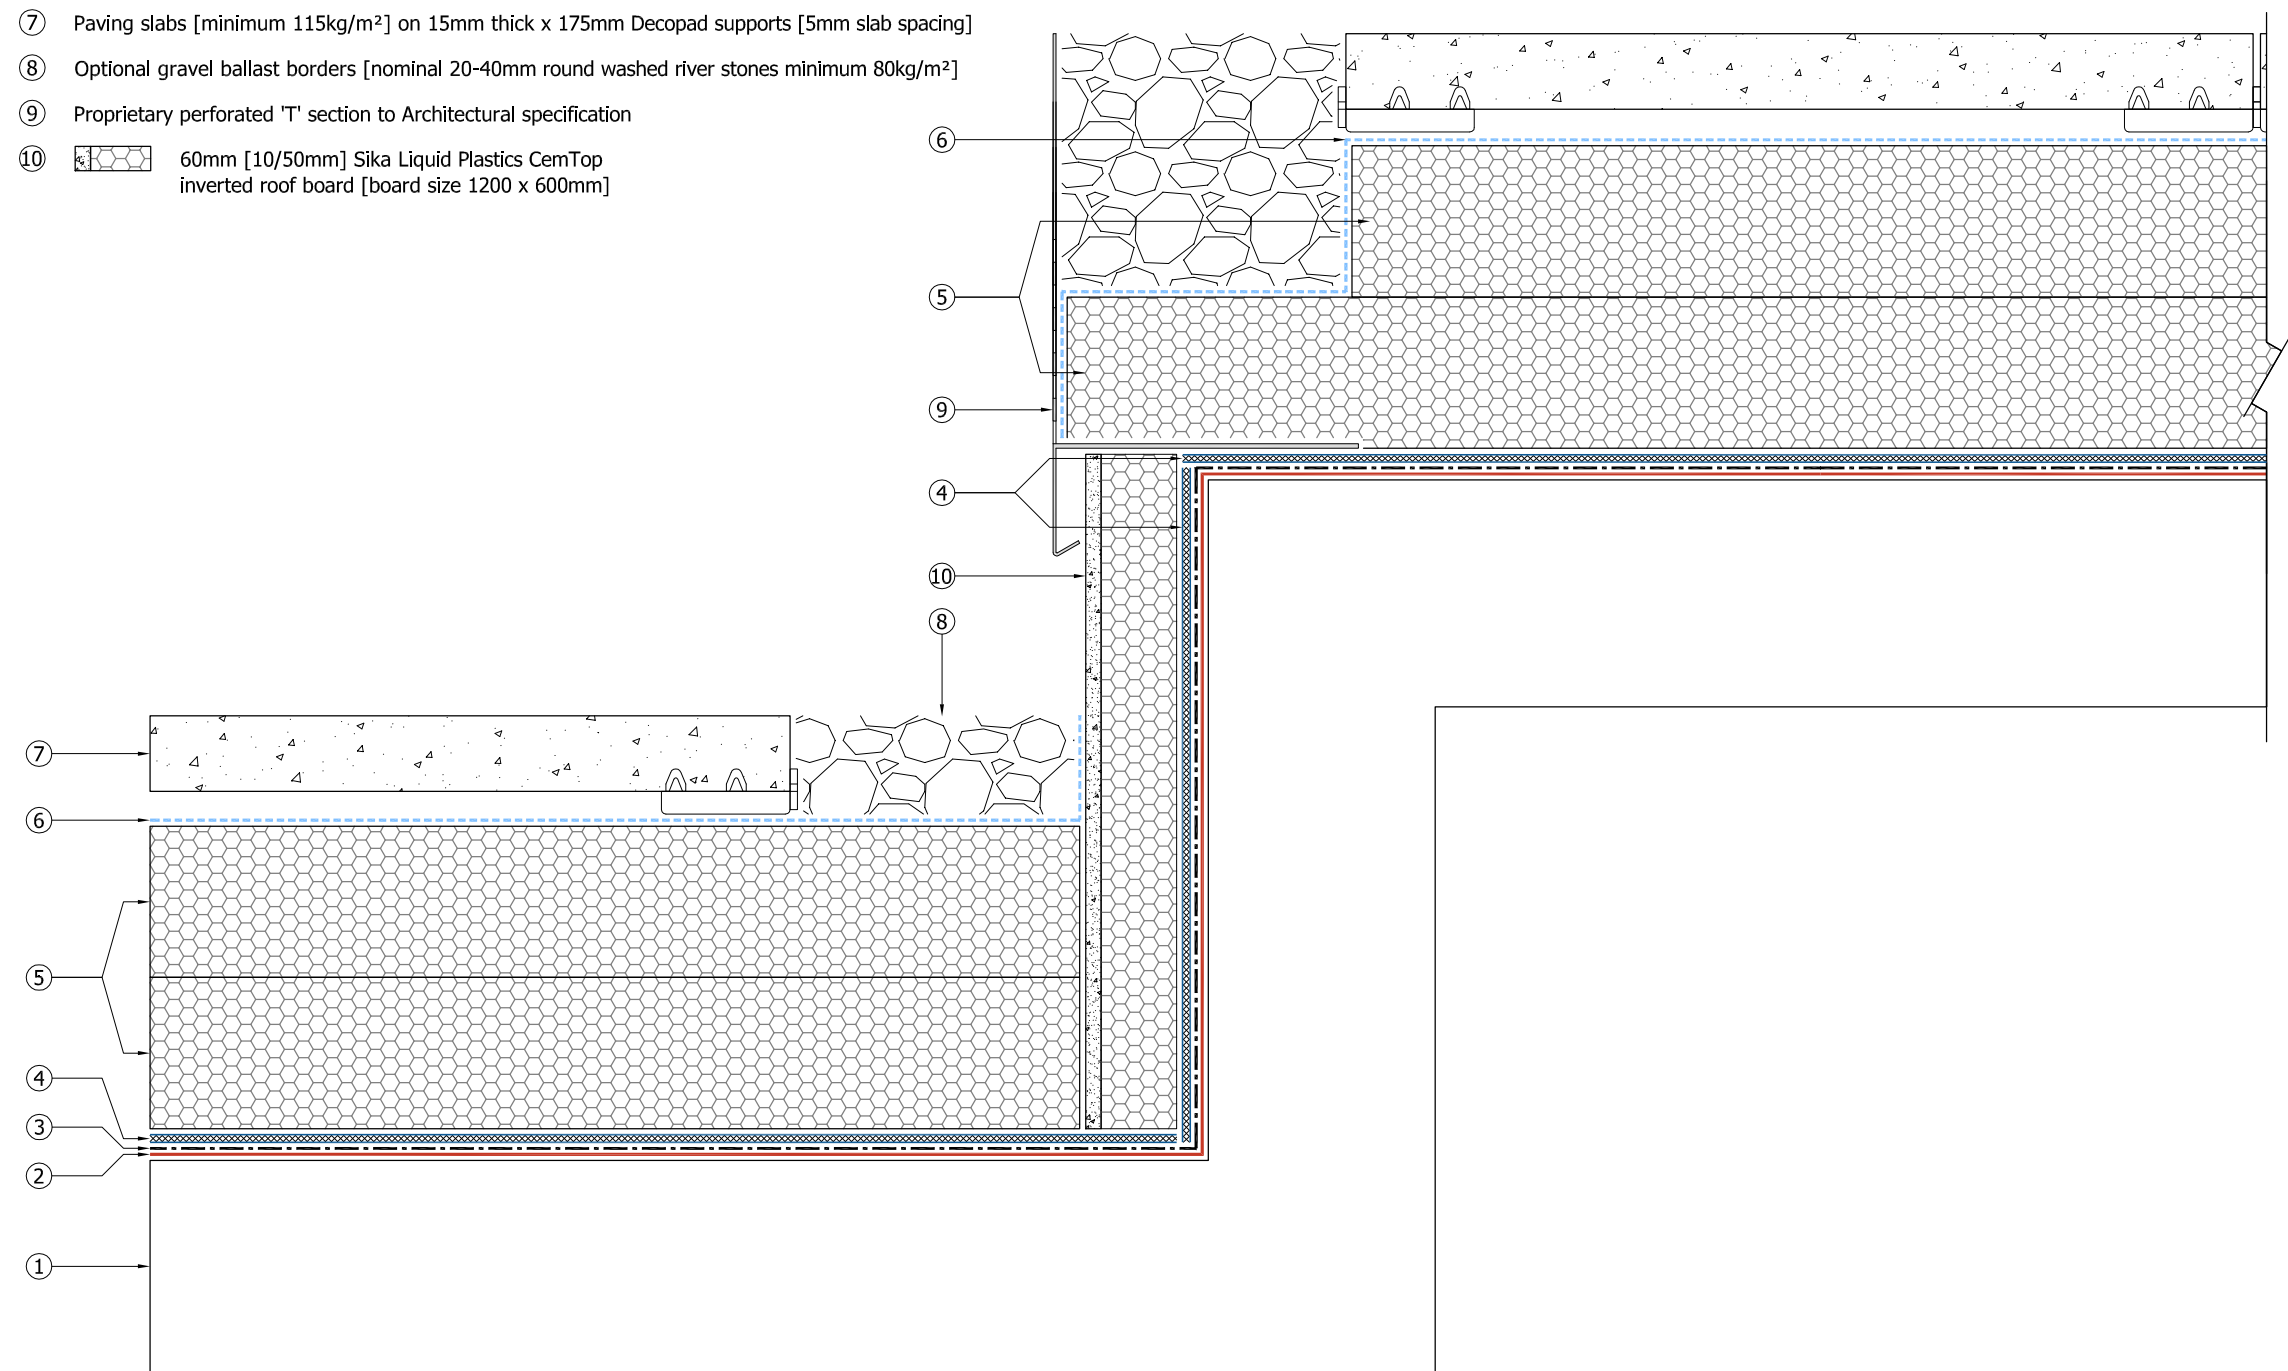 7 Paving slabs [minimum 115kg/m²] on 15mm thick x 175mm Decopad supports [5mm slab spacing]
8 Optional gravel ballast borders [nominal 20-40mm round washed river stones minimum 80kg/m²]
9 Proprietary perforated 'T' section to Architectural specification
10 60mm [10/50mm] Sika Liquid Plastics CemTop
inverted roof board [board size 1200 x 600mm]
6
5
9
4
10
8
7
6
5
4
3
2
1